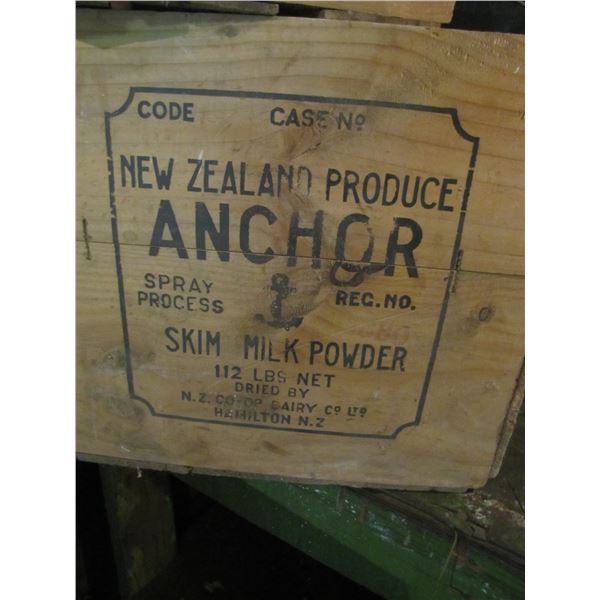 CODE CASE Nº
NEW ZEALAND PRODUCE
ANCHOR
SPRAY PROCESS
REG. NO.
SKIM MILK POWDER
112 LBS NET
DRIED BY
N.Z. CO-OP DAIRY Cº LTD
HAMILTON N.Z